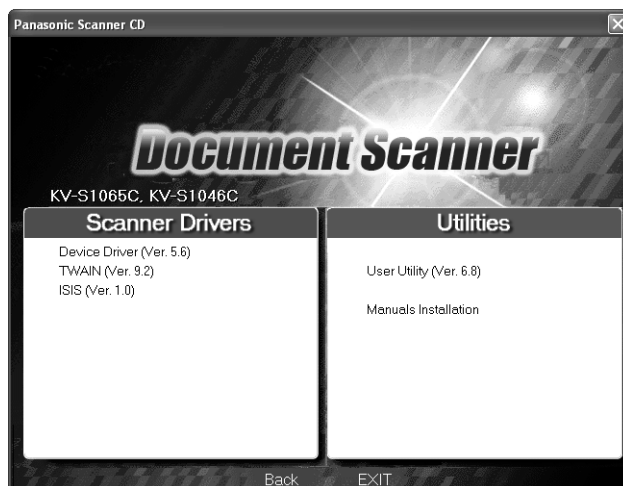 Panasonic Scanner CD
Document Scanner
KV-S1065C, KV-S1046C
Scanner Drivers
Device Driver (Ver. 5.6)
TWAIN (Ver. 9.2)
ISIS (Ver. 1.0)
Utilities
User Utility (Ver. 6.8)
Manuals Installation
Back EXIT